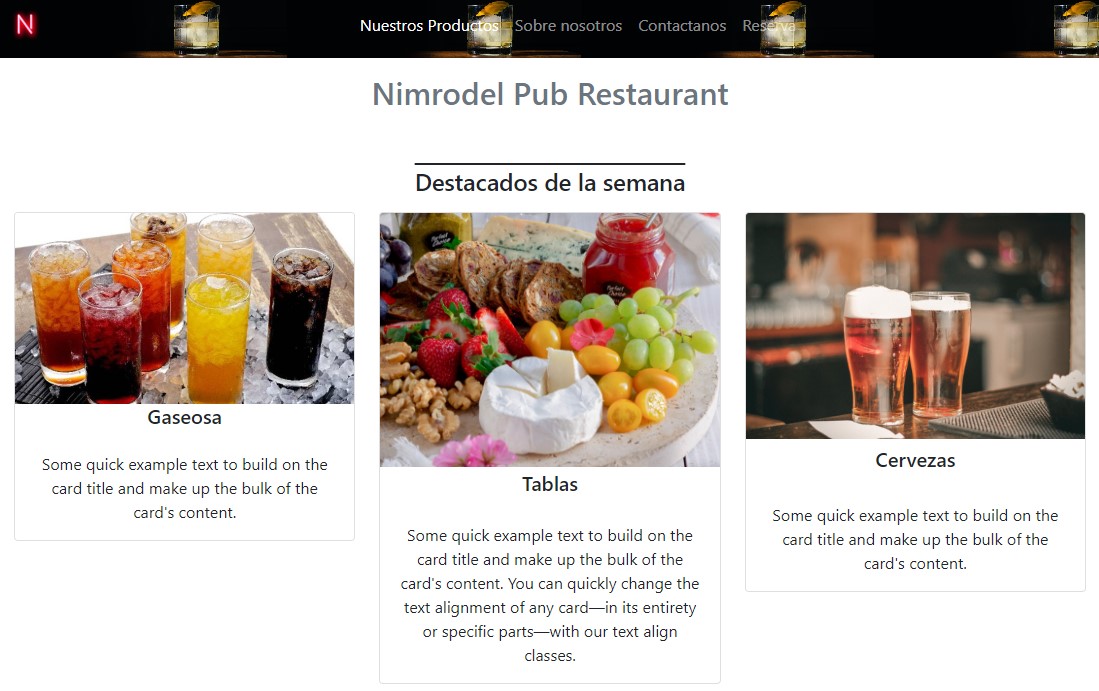 N
Nuestros Productos Sobre nosotros Contactanos Reserva
Nimrodel Pub Restaurant
Destacados de la semana
Gaseosa
Some quick example text to build on the
card title and make up the bulk of the
card's content.
Tablas
Some quick example text to build on the
card title and make up the bulk of the
card's content. You can quickly change the
text alignment of any card—in its entirety
or specific parts—with our text align
classes.
Cervezas
Some quick example text to build on the
card title and make up the bulk of the
card's content.